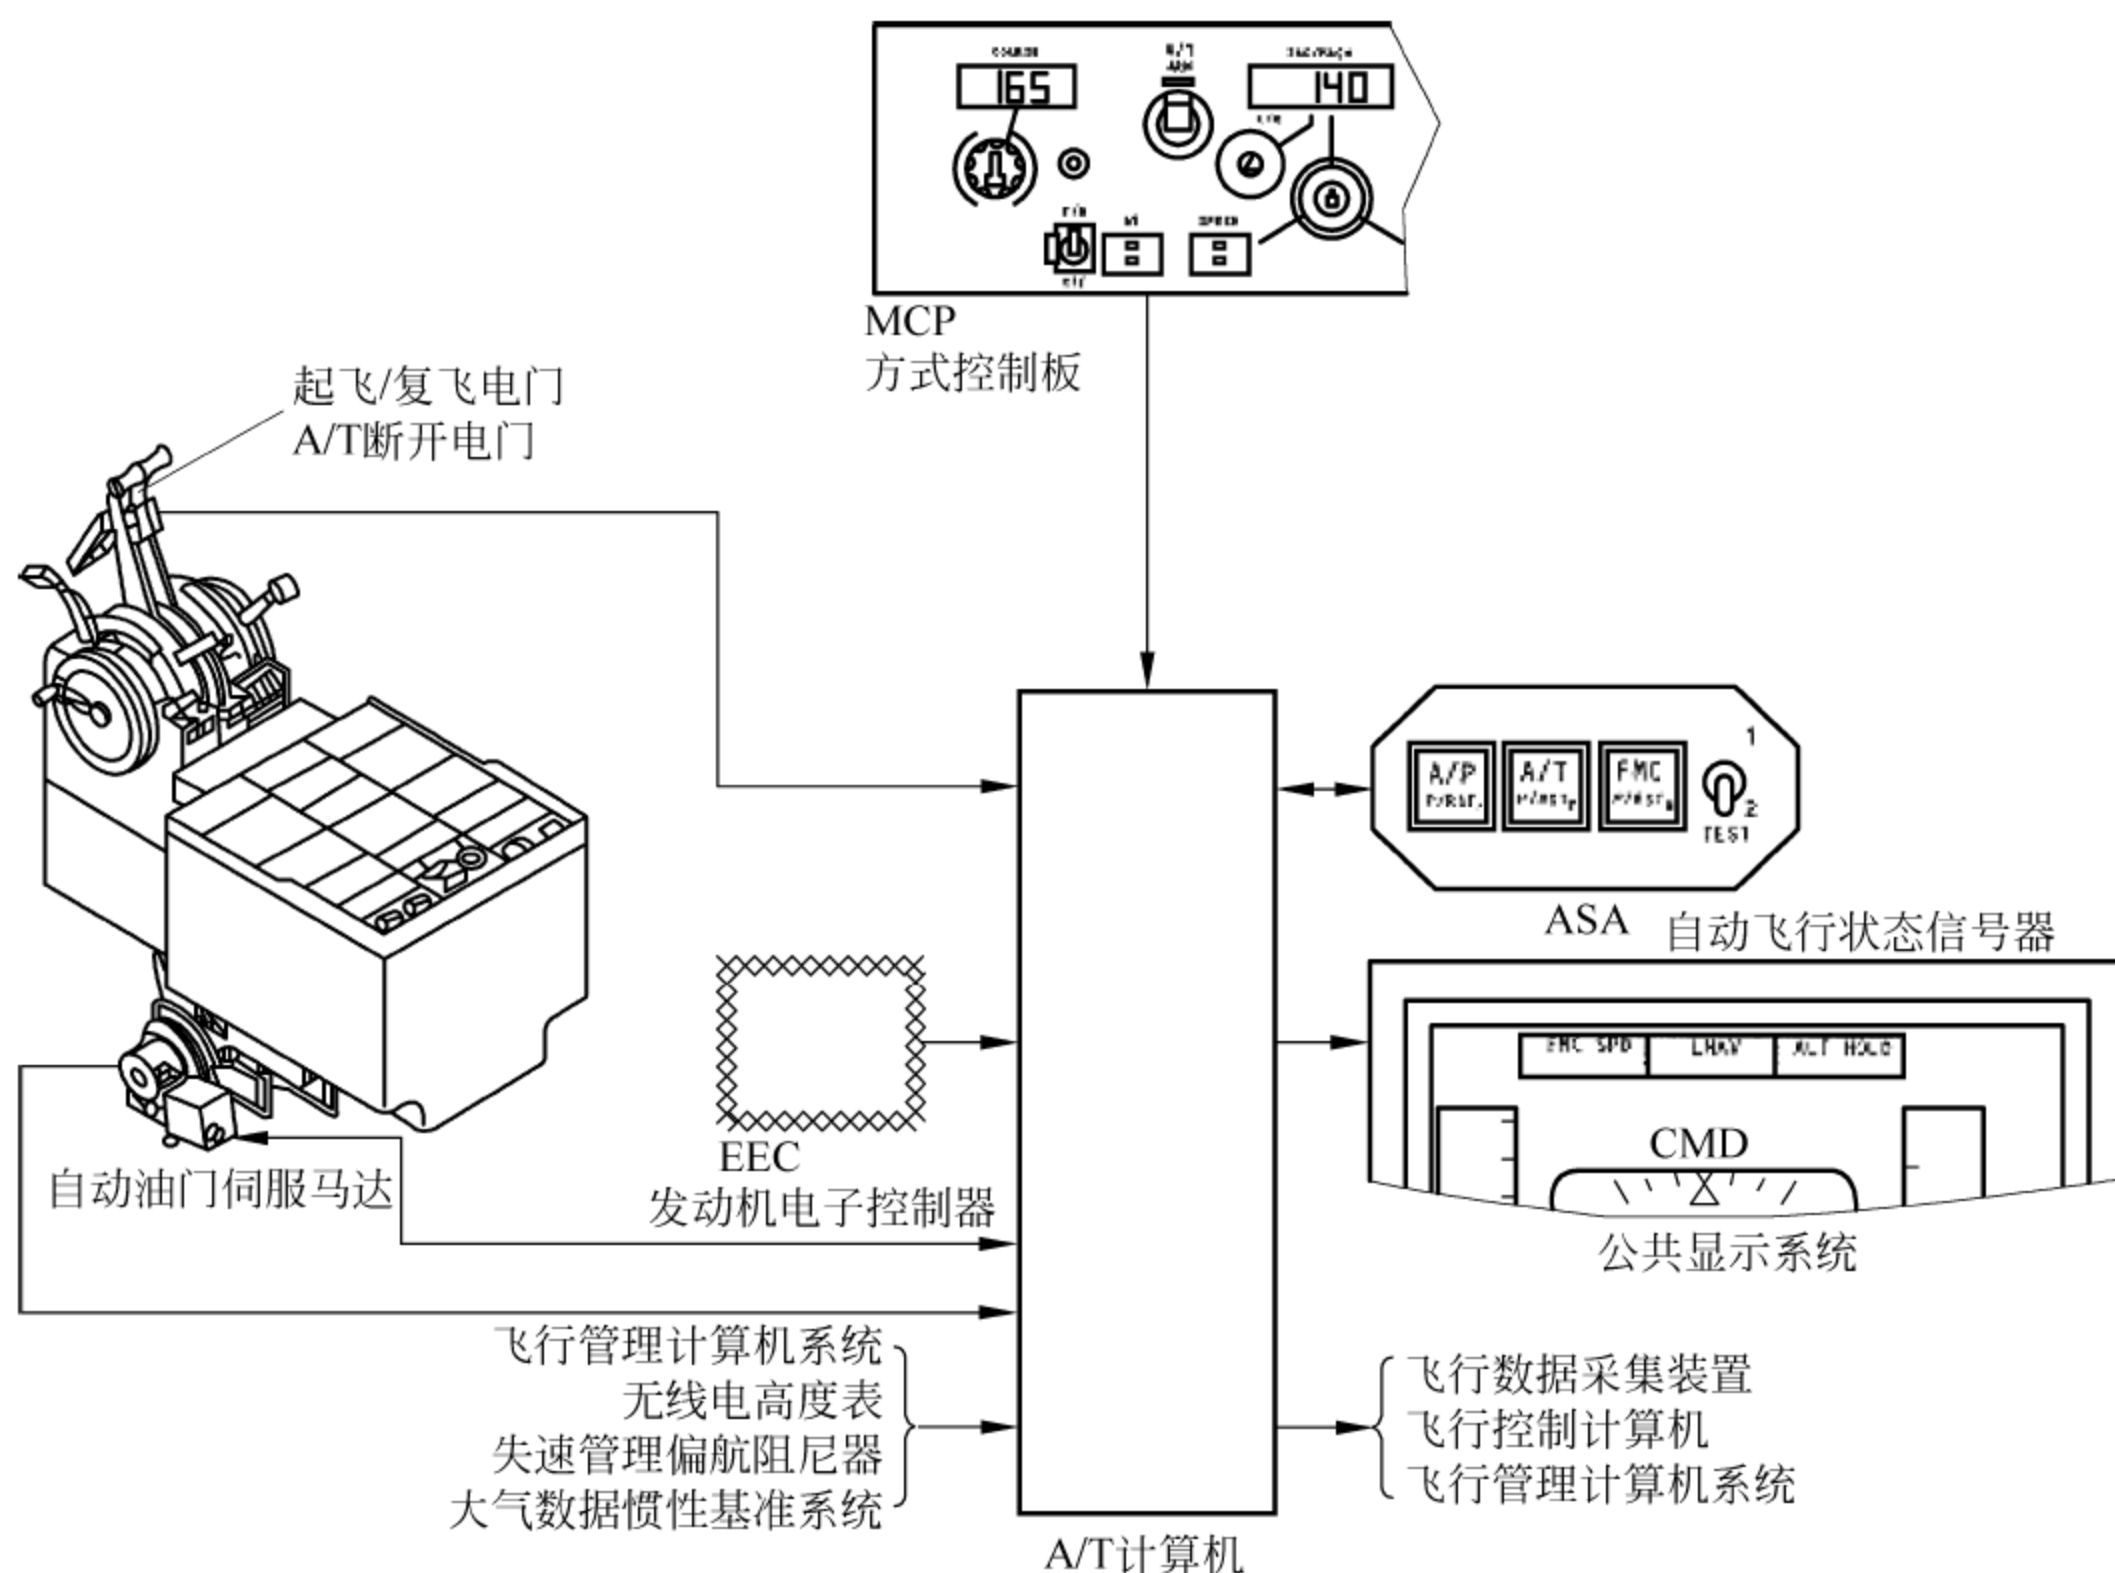 165
140
MCP
方式控制板
起飞/复飞电门
A/T断开电门
A/P
A/T
FMC
1
2
TEST
ASA
自动飞行状态信号器
FMC SPD
LNAV
ALT HOLD
CMD
公共显示系统
EEC
发动机电子控制器
自动油门伺服马达
飞行管理计算机系统
无线电高度表
失速管理偏航阻尼器
大气数据惯性基准系统
飞行数据采集装置
飞行控制计算机
飞行管理计算机系统
A/T计算机